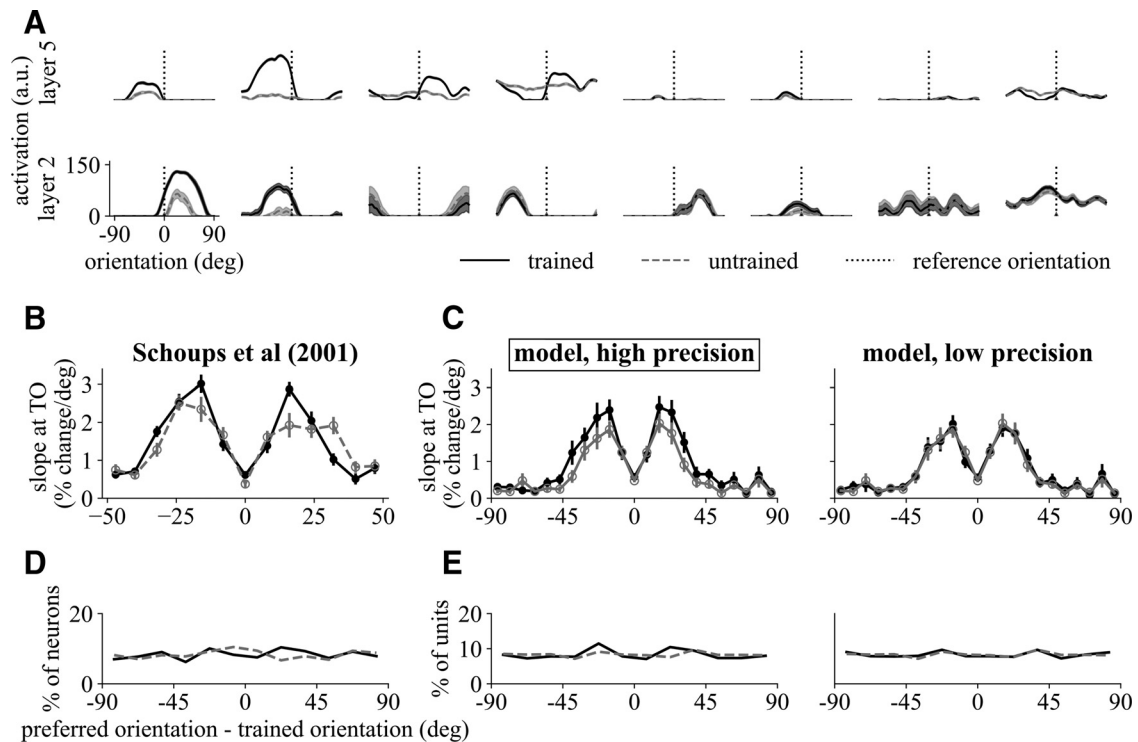 A
activation (a.u.)
layer 5
layer 2
150
0
-90 0 90
orientation (deg)
trained untrained reference orientation
B C
Schoups et al (2001) model, high precision model, low precision
slope at TO
(% change/deg)
3
2
1
0
−50 −25 0 25 50
slope at TO
(% change/deg)
3
2
1
0
-90 -45 0 45 90
-90 -45 0 45 90
D E
% of neurons
20
10
0
-90 -45 0 45 90
% of units
20
10
0
-90 -45 0 45 90
-90 -45 0 45 90
preferred orientation - trained orientation (deg)